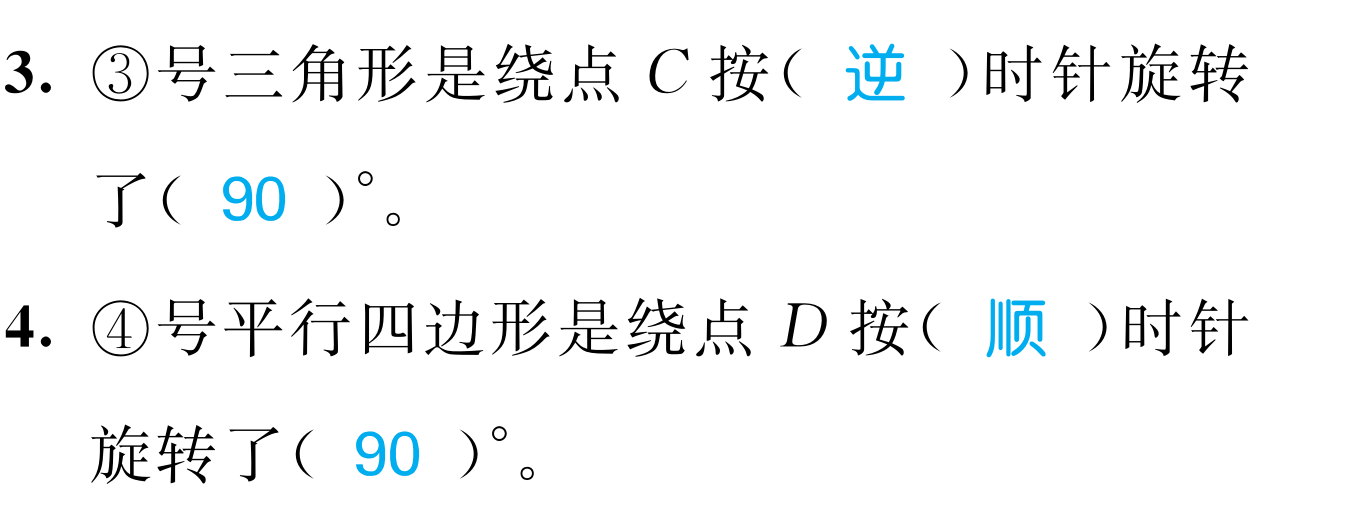 3. ③号三角形是绕点 C 按( 逆 )时针旋转
了( 90 )°。
4. ④号平行四边形是绕点 D 按( 顺 )时针
旋转了( 90 )°。